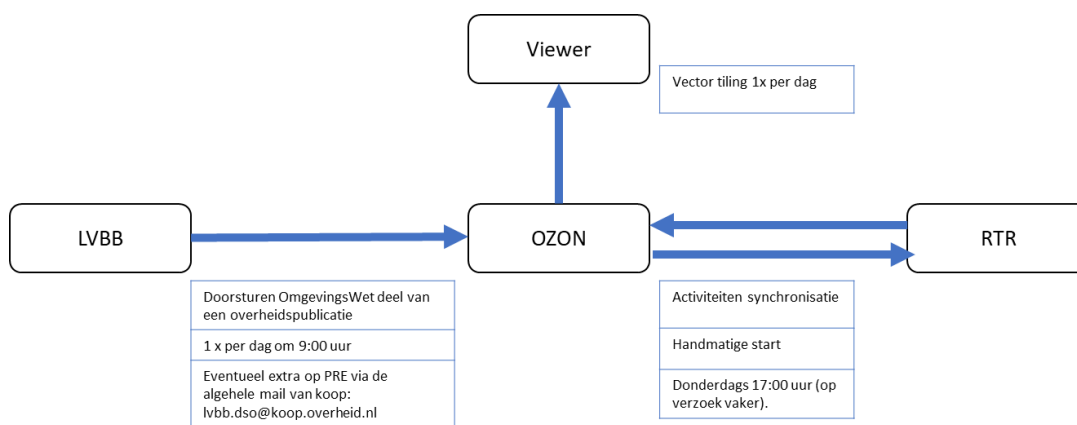 Viewer
Vector tiling 1x per dag
LVBB
OZON
RTR
Doorsturen OmgevingsWet deel van
een overheidspublicatie
1 x per dag om 9:00 uur
Eventueel extra op PRE via de
algehele mail van koop:
lvbb.dso@koop.overheid.nl
Activiteiten synchronisatie
Handmatige start
Donderdags 17:00 uur (op
verzoek vaker).